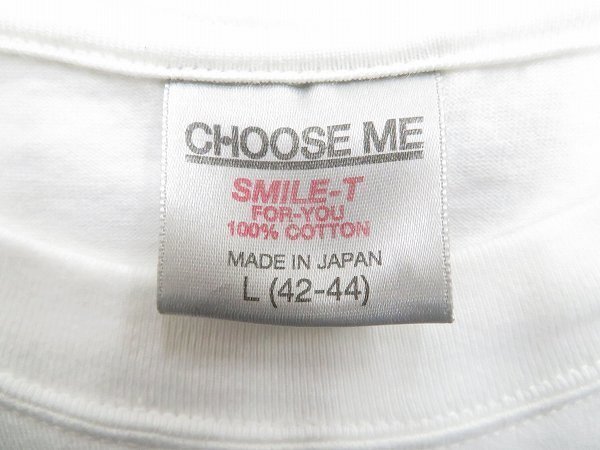 CHOOSE ME
SMILE-T
FOR-YOU
100% COTTON
MADE IN JAPAN
L (42-44)